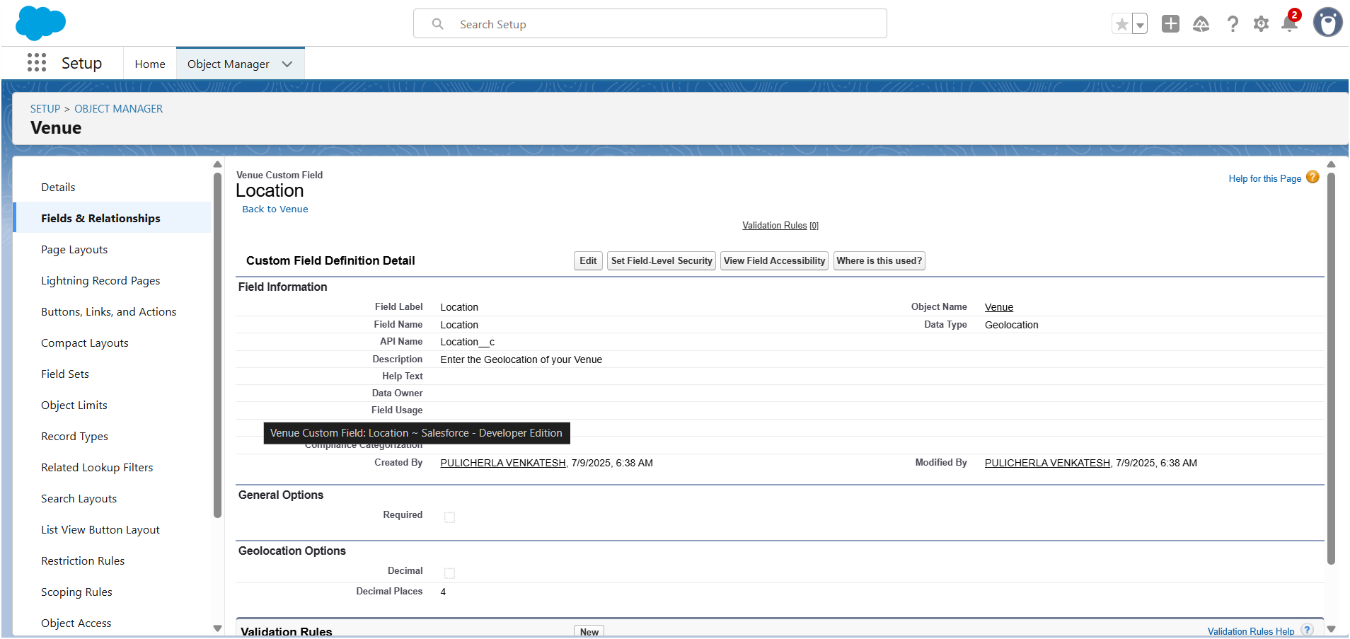 Search Setup
2
Setup
Home
Object Manager
SETUP > OBJECT MANAGER
Venue
Details
Fields & Relationships
Page Layouts
Lightning Record Pages
Buttons, Links, and Actions
Compact Layouts
Field Sets
Object Limits
Record Types
Related Lookup Filters
Search Layouts
List View Button Layout
Restriction Rules
Scoping Rules
Object Access
Venue Custom Field
Location
Back to Venue
Help for this Page ?
Validation Rules [0]
Custom Field Definition Detail Edit Set Field-Level Security View Field Accessibility Where is this used?
Field Information
Field Label Location Object Name Venue
Field Name Location Data Type Geolocation
API Name Location__c
Description Enter the Geolocation of your Venue
Help Text
Data Owner
Field Usage
Venue Custom Field: Location ~ Salesforce - Developer Edition
Compliance Categorization
Created By PULICHERLA VENKATESH, 7/9/2025, 6:38 AM Modified By PULICHERLA VENKATESH, 7/9/2025, 6:38 AM
General Options
Required
Geolocation Options
Decimal
Decimal Places 4
Validation Rules New Validation Rules Help ?